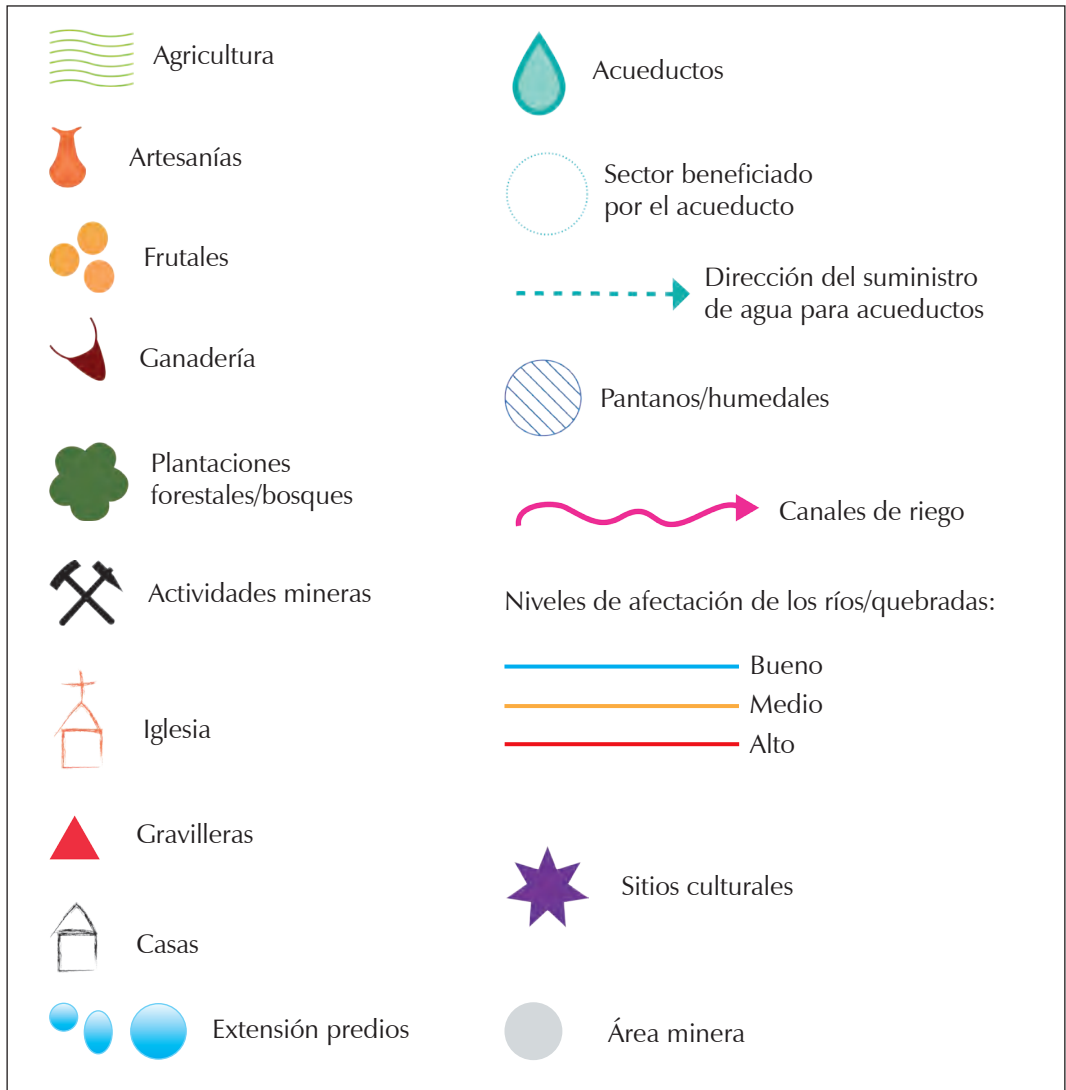 Agricultura
Artesanías
Frutales
Ganadería
Plantaciones
forestales/bosques
Actividades mineras
Iglesia
Gravilleras
Casas
Extensión predios
Acueductos
Sector beneficiado
por el acueducto
Dirección del suministro
de agua para acueductos
Pantanos/humedales
Canales de riego
Niveles de afectación de los ríos/quebradas:
Bueno
Medio
Alto
Sitios culturales
Área minera